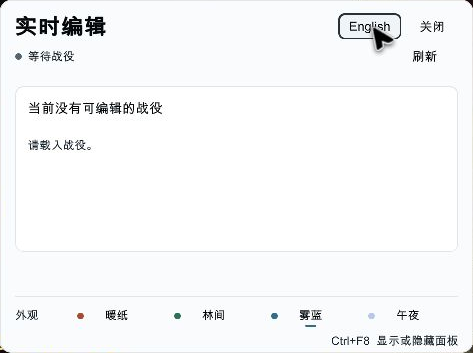 实时编辑 English 关闭
等待战役 刷新
当前没有可编辑的战役
请载入战役。
外观 暖纸 林间 雾蓝 午夜
Ctrl+F8 显示或隐藏面板